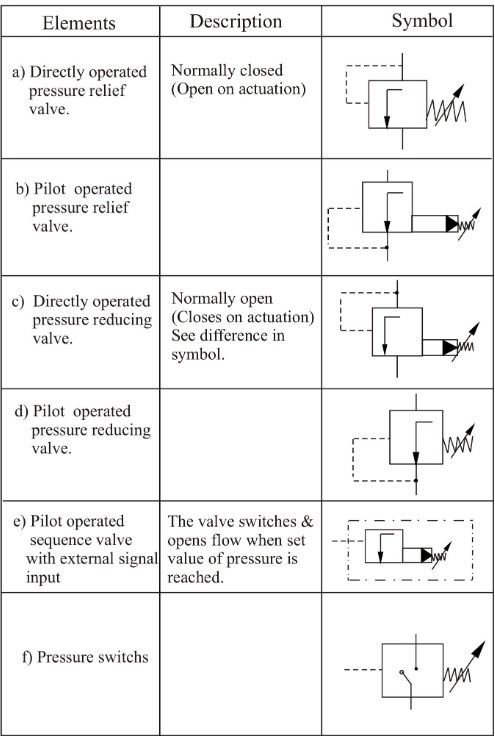 Elements
Description
Symbol
a) Directly operated
pressure relief
valve.
Normally closed
(Open on actuation)
b) Pilot operated
pressure relief
valve.
c) Directly operated
pressure reducing
valve.
Normally open
(Closes on actuation)
See difference in
symbol.
d) Pilot operated
pressure reducing
valve.
e) Pilot operated
sequence valve
with external signal
input
The valve switches &
opens flow when set
value of pressure is
reached.
f) Pressure switchs